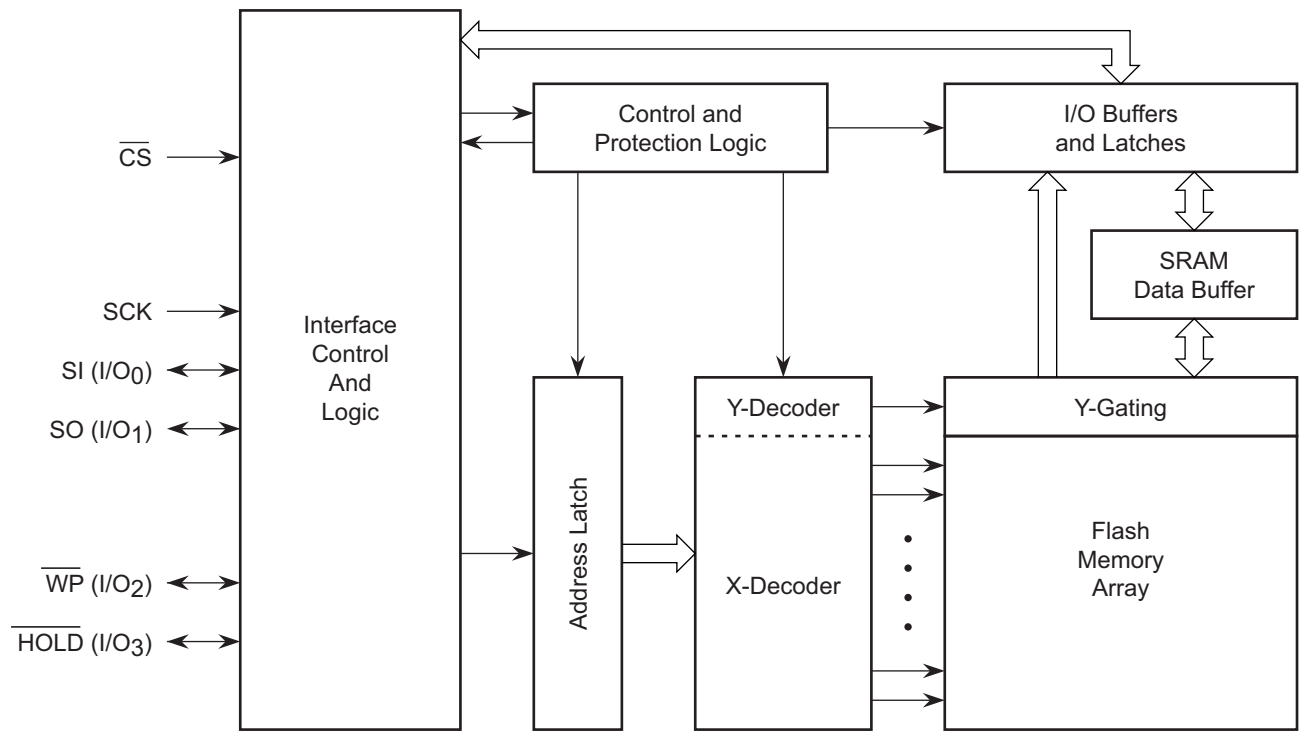 CS
SCK
SI (I/O0)
SO (I/O1)
WP (I/O2)
HOLD (I/O3)
Interface
Control
And
Logic
Control and
Protection Logic
I/O Buffers
and Latches
SRAM
Data Buffer
Address Latch
Y-Decoder
X-Decoder
Y-Gating
Flash
Memory
Array